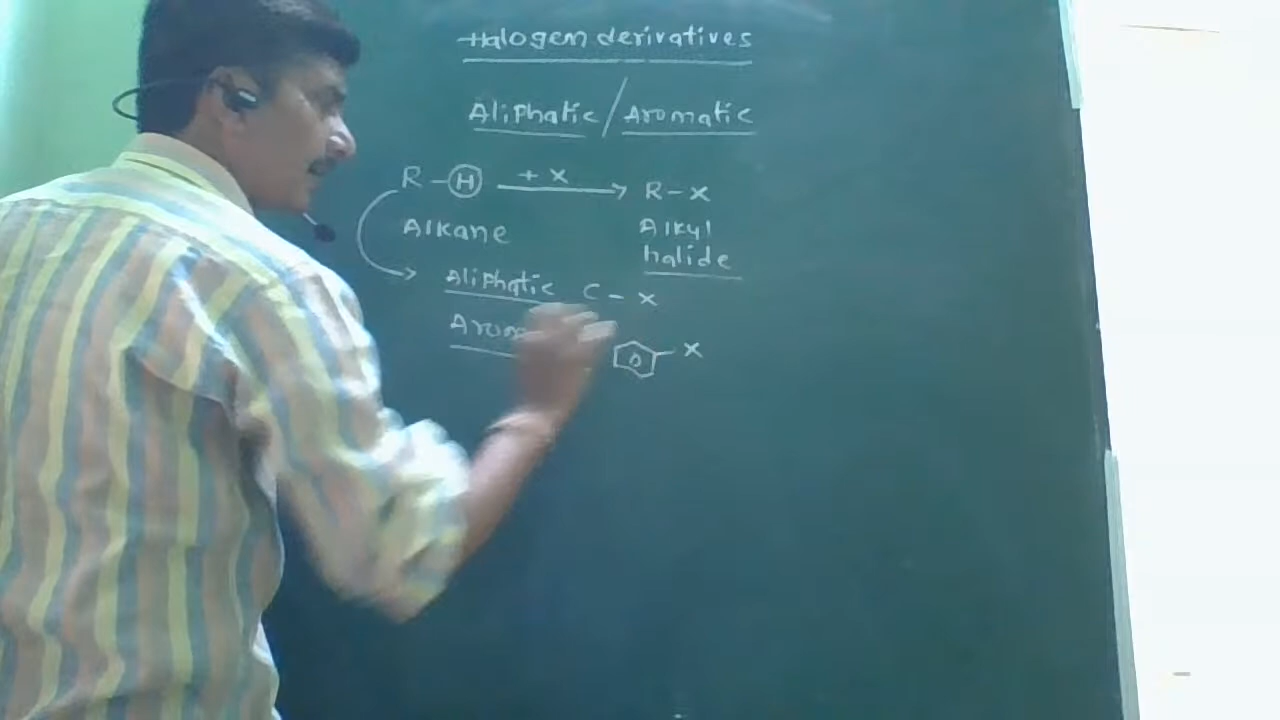 Halogen derivatives
Aliphatic / Aromatic
R - H + X → R - X
Alkane Alkyl
halide
Aliphatic C - X
X